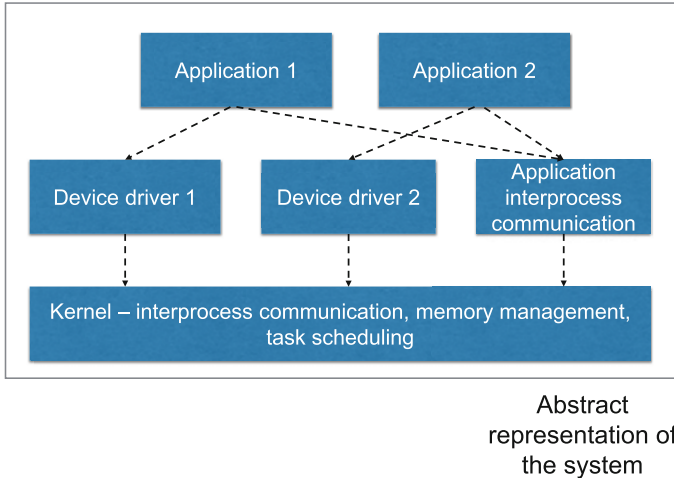 Application 1
Application 2
Device driver 1
Device driver 2
Application
interprocess
communication
Kernel – interprocess communication, memory management,
task scheduling
Abstract
representation of
the system